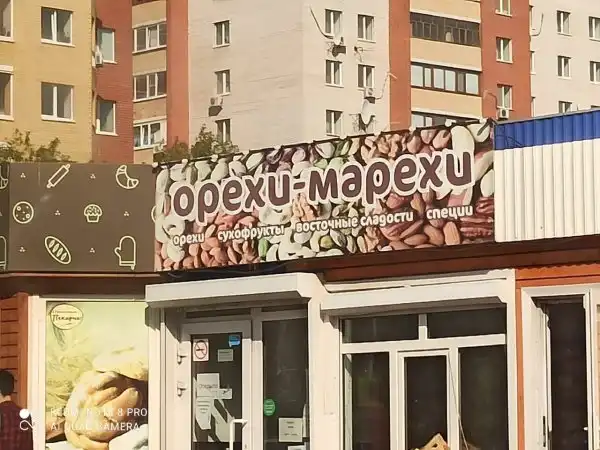 орехи-марехи
орехи сухофрукты восточные сладости специи
Пекарня
REDMI NOTE 8 PRO
AI QUAD CAMERA